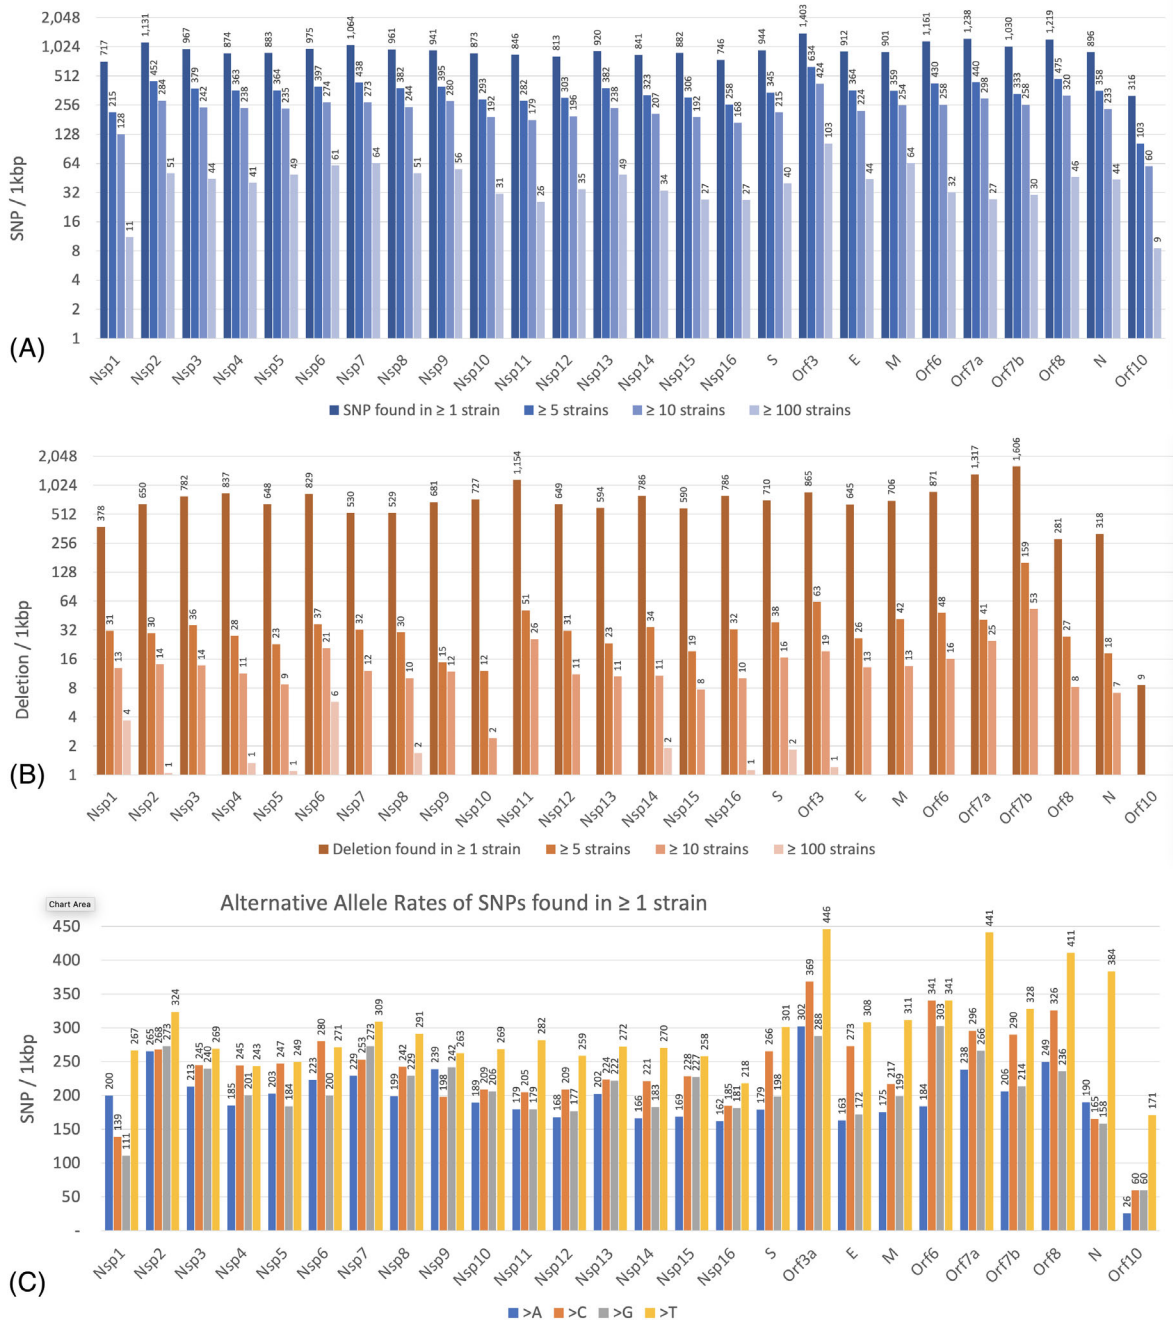 2,048
1,024
512
256
128
64
32
16
8
4
2
1
SNP / 1kbp
717 215 128 11
1,131 452 284 51
967 379 242 44
874 363 238 41
883 364 235 49
975 397 274 61
1,064 438 273 64
961 382 244 51
941 395 280 56
873 293 192 31
846 282 179 26
813 303 196 35
920 382 238 49
841 323 207 34
882 306 192 27
746 258 168 27
944 345 215 40
1,403 634 424 103
912 364 224 44
901 359 254 64
1,161 430 258 32
1,238 440 298 27
1,030 333 258 30
1,219 475 320 46
896 358 233 44
316 103 60 9
(A)
Nsp1 Nsp2 Nsp3 Nsp4 Nsp5 Nsp6 Nsp7 Nsp8 Nsp9 Nsp10 Nsp11 Nsp12 Nsp13 Nsp14 Nsp15 Nsp16 S Orf3 E M Orf6 Orf7a Orf7b Orf8 N Orf10
SNP found in ≥ 1 strain ≥ 5 strains ≥ 10 strains ≥ 100 strains
2,048
1,024
512
256
128
64
32
16
8
4
2
1
Deletion / 1kbp
378 31 13 4
650 30 14 1
782 36 14
837 28 11 1
648 23 9 1
829 37 21 6
530 32 12
529 30 10 2
681 15 12
727 12 2
1,154 51 26
649 31 11
594 23 11
786 34 11 2
590 19 8
786 32 10 1
710 38 16 2
865 63 19 1
645 26 13
706 42 13
871 48 16
1,317 41 25
1,606 159 53
281 27 8
318 18 7
9
(B)
Nsp1 Nsp2 Nsp3 Nsp4 Nsp5 Nsp6 Nsp7 Nsp8 Nsp9 Nsp10 Nsp11 Nsp12 Nsp13 Nsp14 Nsp15 Nsp16 S Orf3 E M Orf6 Orf7a Orf7b Orf8 N Orf10
Deletion found in ≥ 1 strain ≥ 5 strains ≥ 10 strains ≥ 100 strains
Chart Area
Alternative Allele Rates of SNPs found in ≥ 1 strain
450
400
350
300
250
200
150
100
50
-
SNP / 1kbp
200 139 111 267
265 268 273 324
213 245 240 269
185 245 201 243
203 247 184 249
223 280 200 271
229 253 273 309
199 242 229 291
239 198 242 263
189 209 206 269
179 205 179 282
168 209 177 259
202 224 222 272
166 221 183 270
169 228 227 258
162 185 181 218
179 266 198 301
302 369 288 446
163 273 172 308
175 217 199 311
184 341 303 341
238 296 266 441
206 290 214 328
249 326 236 411
190 165 158 384
26 60 60 171
(C)
Nsp1 Nsp2 Nsp3 Nsp4 Nsp5 Nsp6 Nsp7 Nsp8 Nsp9 Nsp10 Nsp11 Nsp12 Nsp13 Nsp14 Nsp15 Nsp16 S Orf3a E M Orf6 Orf7a Orf7b Orf8 N Orf10
>A >C >G >T